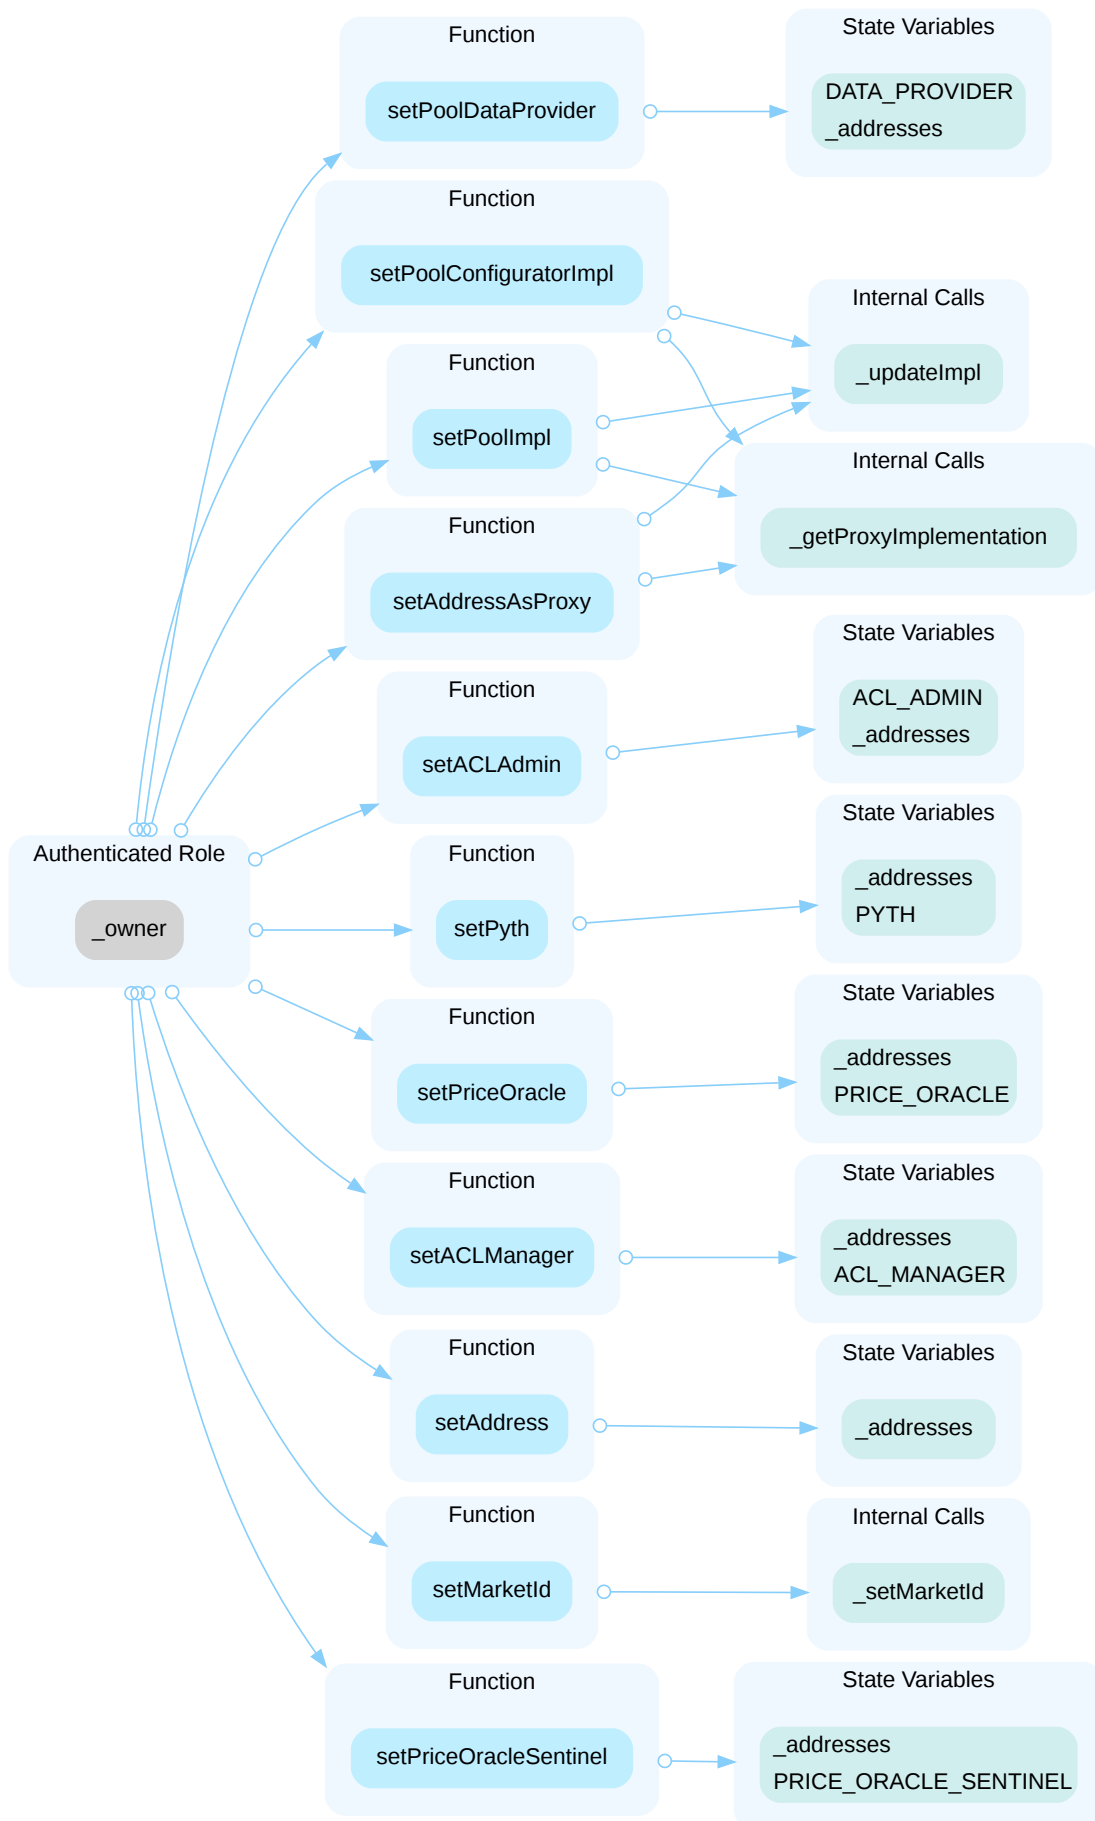 Function
setPoolDataProvider
State Variables
DATA_PROVIDER
_addresses
Function
setPoolConfiguratorImpl
Internal Calls
_updateImpl
Function
setPoolImpl
Internal Calls
_getProxyImplementation
Function
setAddressAsProxy
State Variables
ACL_ADMIN
_addresses
Function
setACLAdmin
Authenticated Role
_owner
Function
setPyth
State Variables
_addresses
PYTH
Function
setPriceOracle
State Variables
_addresses
PRICE_ORACLE
Function
setACLManager
State Variables
_addresses
ACL_MANAGER
Function
setAddress
State Variables
_addresses
Function
setMarketId
Internal Calls
_setMarketId
Function
setPriceOracleSentinel
State Variables
_addresses
PRICE_ORACLE_SENTINEL